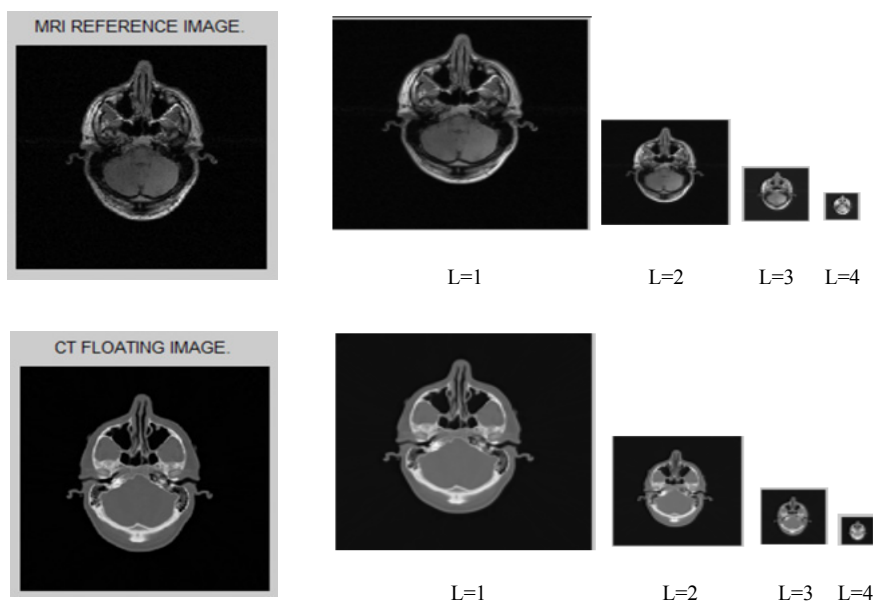 MRI REFERENCE IMAGE.
L=1 L=2 L=3 L=4
CT FLOATING IMAGE.
L=1 L=2 L=3 L=4